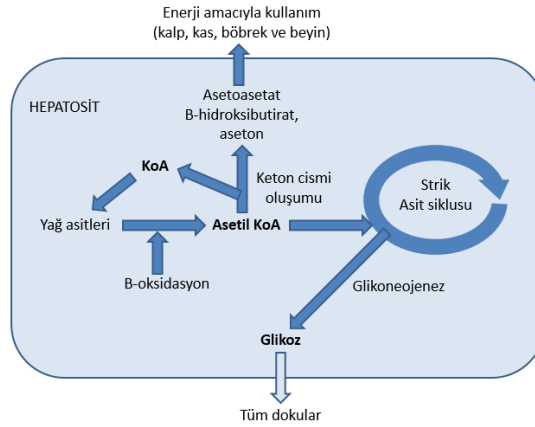 Enerji amacıyla kullanım
(kalp, kas, böbrek ve beyin)
HEPATOSİT
Asetoasetat
B-hidroksibutirat,
aseton
KoA
Keton cismi
oluşumu
Strik
Asit siklusu
Yağ asitleri
Asetil KoA
B-oksidasyon
Glikoneojenez
Glikoz
Tüm dokular